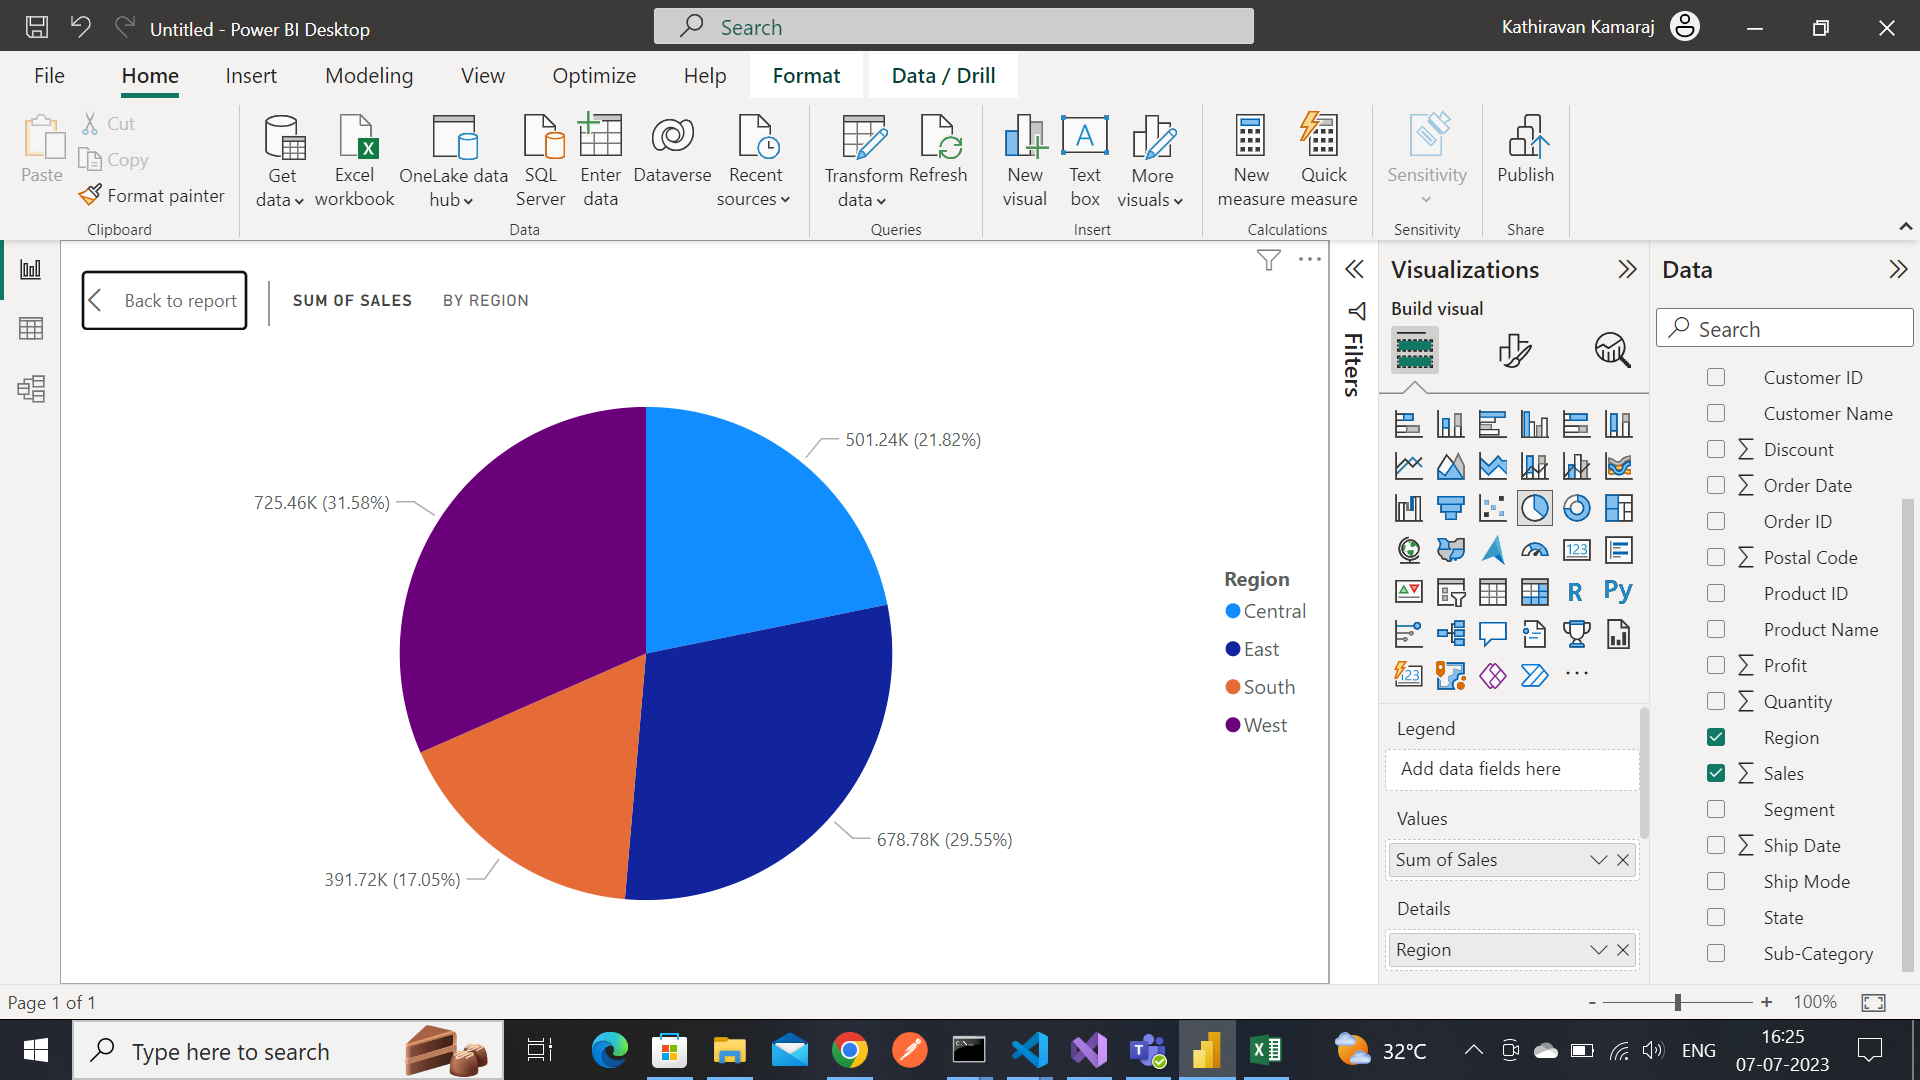 Untitled - Power BI Desktop
Search
Kathiravan Kamaraj
File
Home
Insert
Modeling
View
Optimize
Help
Format
Data / Drill
Paste
Cut
Copy
Format painter
Clipboard
Get data
Excel workbook
OneLake data hub
SQL Server
Enter data
Dataverse
Recent sources
Data
Transform data
Refresh
Queries
New visual
A
Text box
More visuals
Insert
New measure
Quick measure
Calculations
Sensitivity
Sensitivity
Publish
Share
Back to report
SUM OF SALES
BY REGION
501.24K (21.82%)
725.46K (31.58%)
678.78K (29.55%)
391.72K (17.05%)
Region
Central
East
South
West
Filters
Visualizations
Build visual
123
R
Py
123
Legend
Add data fields here
Values
Sum of Sales
Details
Region
Data
Search
Customer ID
Customer Name
Discount
Order Date
Order ID
Postal Code
Product ID
Product Name
Profit
Quantity
Region
Sales
Segment
Ship Date
Ship Mode
State
Sub-Category
Page 1 of 1
- + 100%
Type here to search
32°C
ENG
16:25
07-07-2023